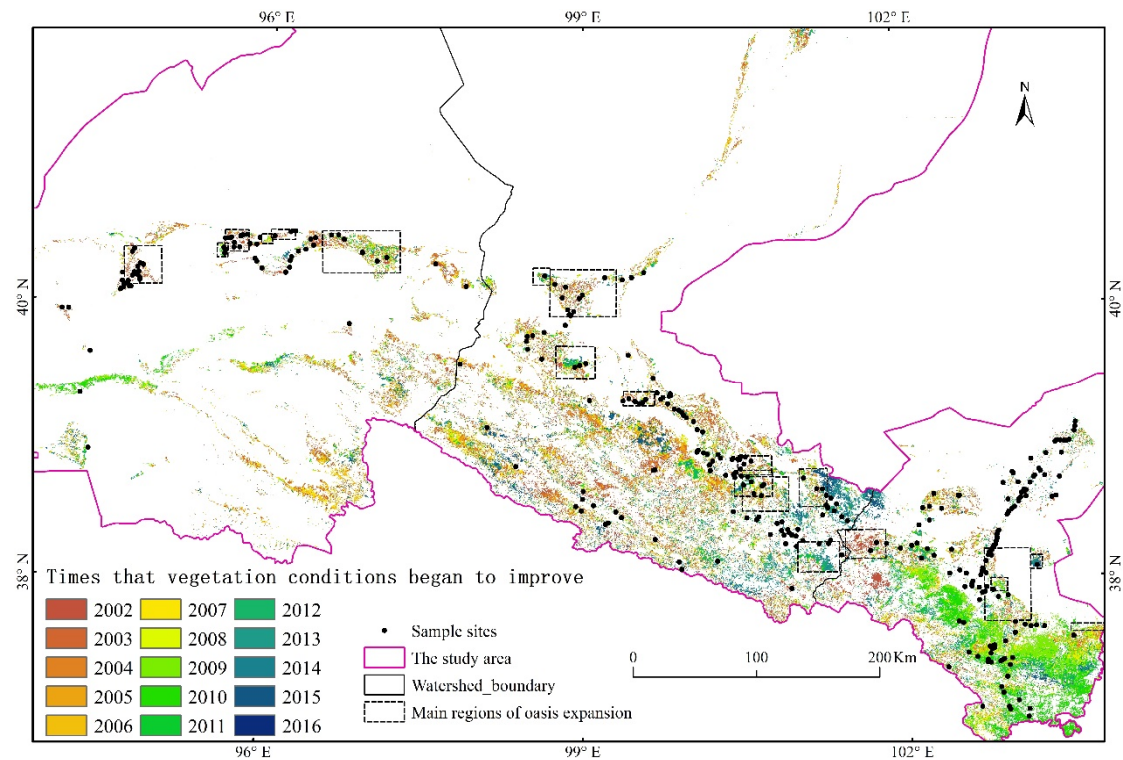 96° E 99° E 102° E
N
40° N 40° N
38° N 38° N
Times that vegetation conditions began to improve
2002 2007 2012
2003 2008 2013
2004 2009 2014
2005 2010 2015
2006 2011 2016
Sample sites
The study area
Watershed_boundary
Main regions of oasis expansion
0 100 200 Km
96° E 99° E 102° E